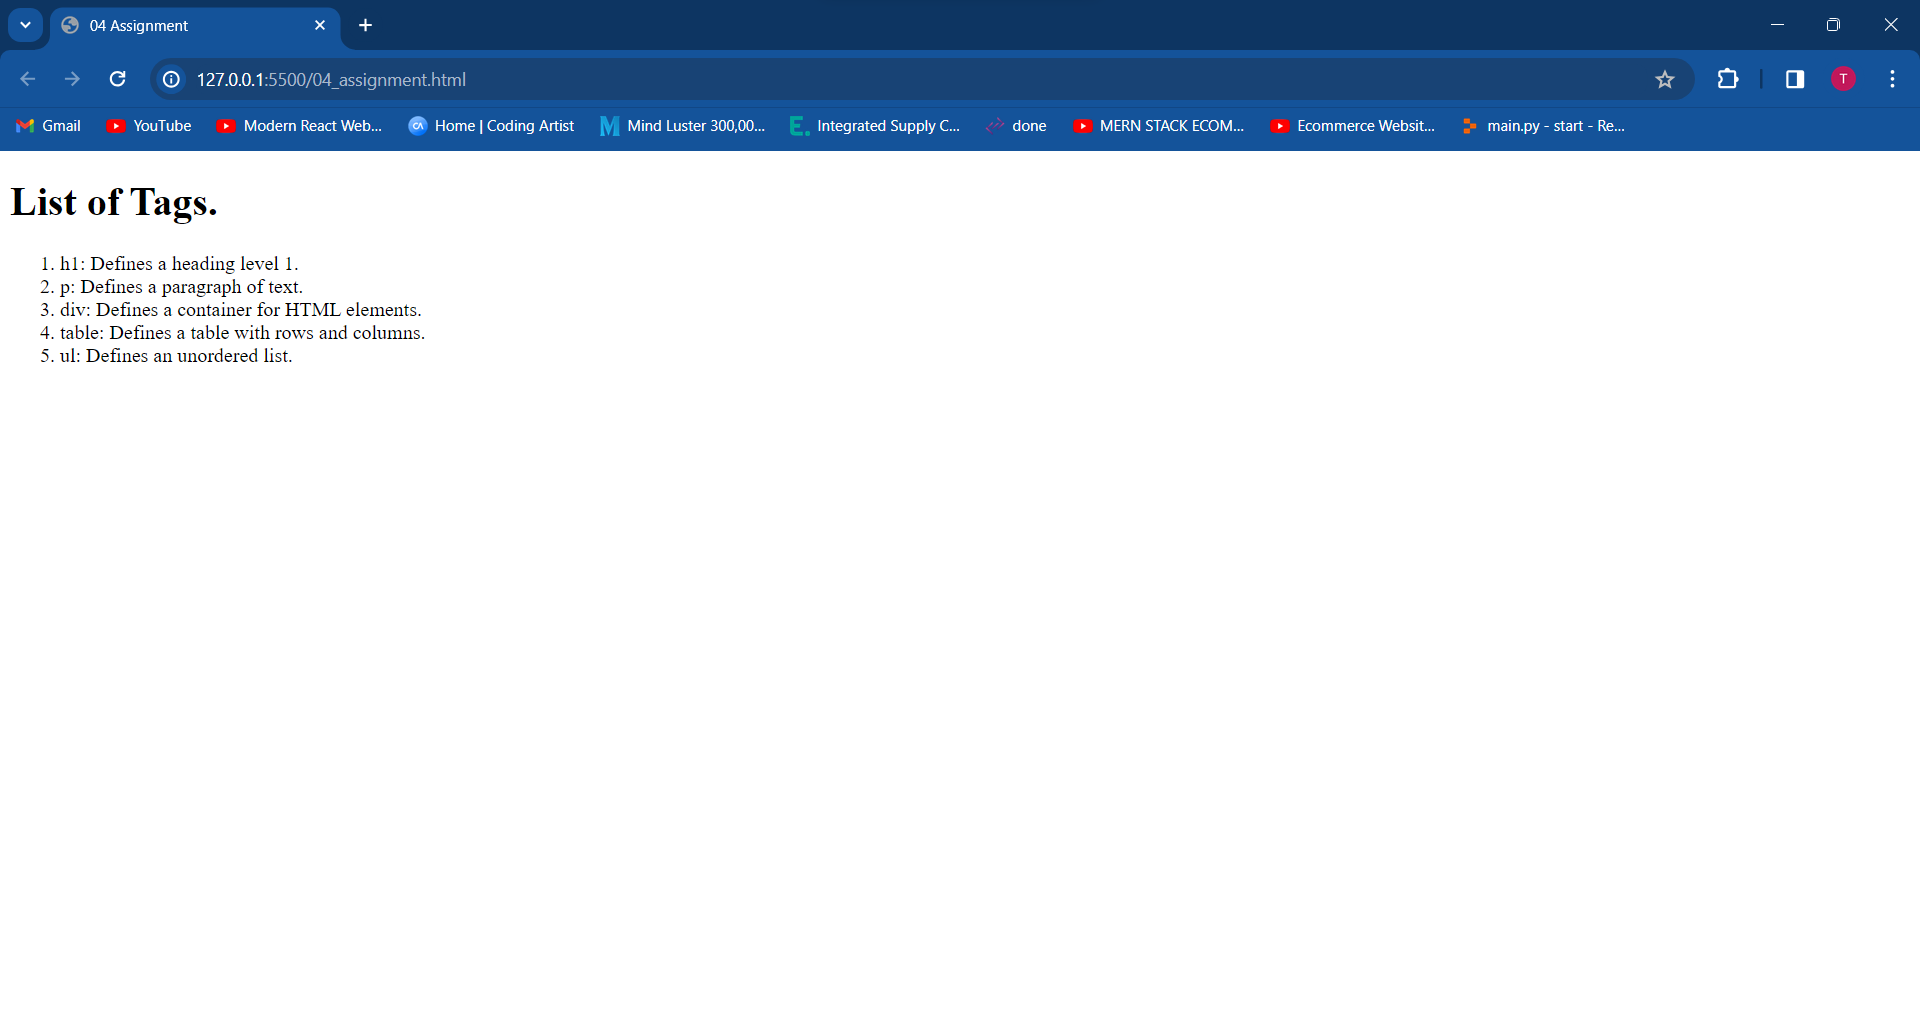 04 Assignment
127.0.0.1:5500/04_assignment.html
T
Gmail YouTube Modern React Web... Home | Coding Artist Mind Luster 300,00... Integrated Supply C... done MERN STACK ECOM... Ecommerce Websit... main.py - start - Re...
List of Tags.
1. h1: Defines a heading level 1.
2. p: Defines a paragraph of text.
3. div: Defines a container for HTML elements.
4. table: Defines a table with rows and columns.
5. ul: Defines an unordered list.